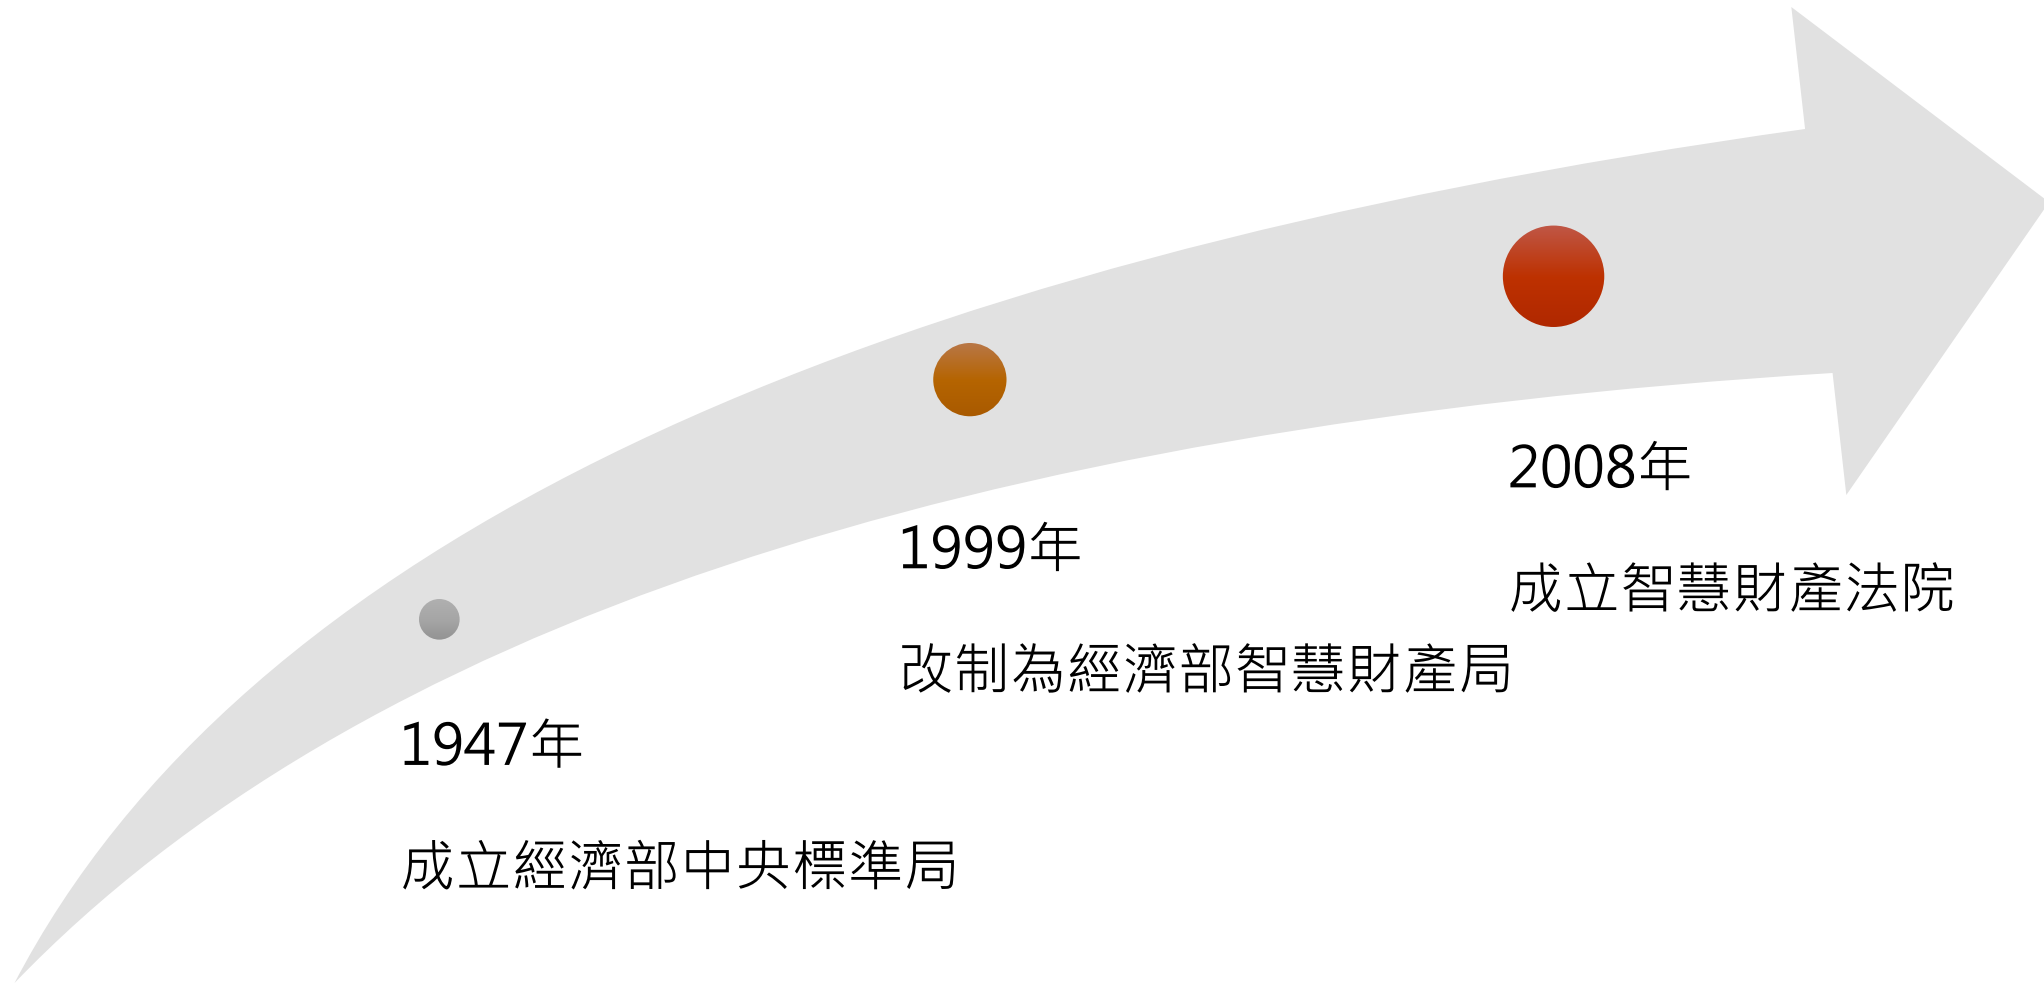 1947年
成立經濟部中央標準局
1999年
改制為經濟部智慧財產局
2008年
成立智慧財產法院